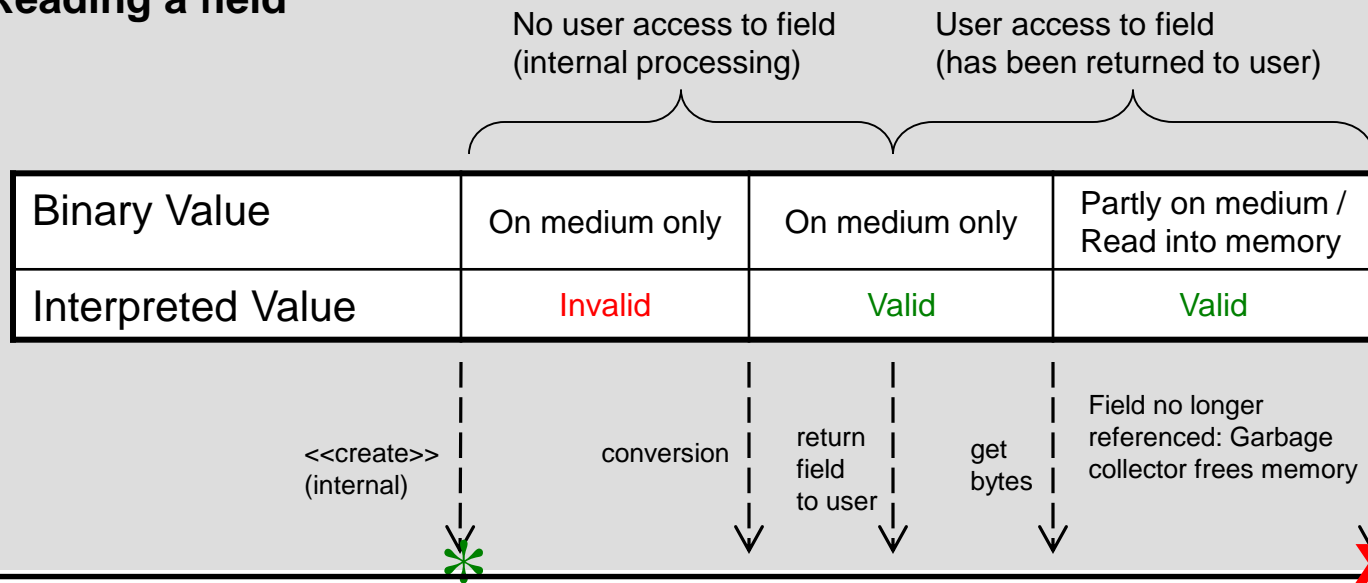 Reading a field
No user access to field
(internal processing)
User access to field
(has been returned to user)
Binary Value
On medium only
On medium only
Partly on medium /
Read into memory
Interpreted Value
Invalid
Valid
Valid
<<create>>
(internal)
conversion
return
field
to user
get
bytes
Field no longer
referenced: Garbage
collector frees memory